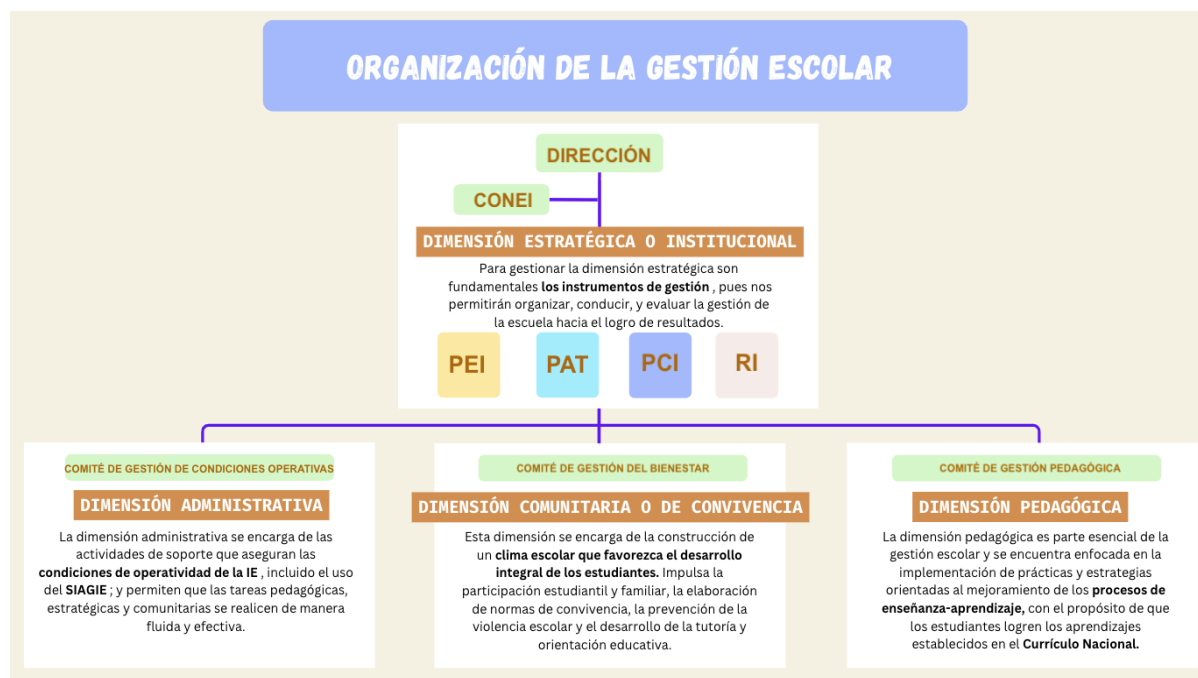 ORGANIZACIÓN DE LA GESTIÓN ESCOLAR
DIRECCIÓN
CONEI
DIMENSIÓN ESTRATÉGICA O INSTITUCIONAL
Para gestionar la dimensión estratégica son
fundamentales los instrumentos de gestión , pues nos
permitirán organizar, conducir, y evaluar la gestión de
la escuela hacia el logro de resultados.
PEI
PAT
PCI
RI
COMITÉ DE GESTIÓN DE CONDICIONES OPERATIVAS
DIMENSIÓN ADMINISTRATIVA
La dimensión administrativa se encarga de las
actividades de soporte que aseguran las
condiciones de operatividad de la IE , incluido el uso
del SIAGIE ; y permiten que las tareas pedagógicas,
estratégicas y comunitarias se realicen de manera
fluida y efectiva.
COMITÉ DE GESTIÓN DEL BIENESTAR
DIMENSIÓN COMUNITARIA O DE CONVIVENCIA
Esta dimensión se encarga de la construcción de
un clima escolar que favorezca el desarrollo
integral de los estudiantes. Impulsa la
participación estudiantil y familiar, la elaboración
de normas de convivencia, la prevención de la
violencia escolar y el desarrollo de la tutoría y
orientación educativa.
COMITÉ DE GESTIÓN PEDAGÓGICA
DIMENSIÓN PEDAGÓGICA
La dimensión pedagógica es parte esencial de la
gestión escolar y se encuentra enfocada en la
implementación de prácticas y estrategias
orientadas al mejoramiento de los procesos de
enseñanza-aprendizaje, con el propósito de que
los estudiantes logren los aprendizajes
establecidos en el Currículo Nacional.